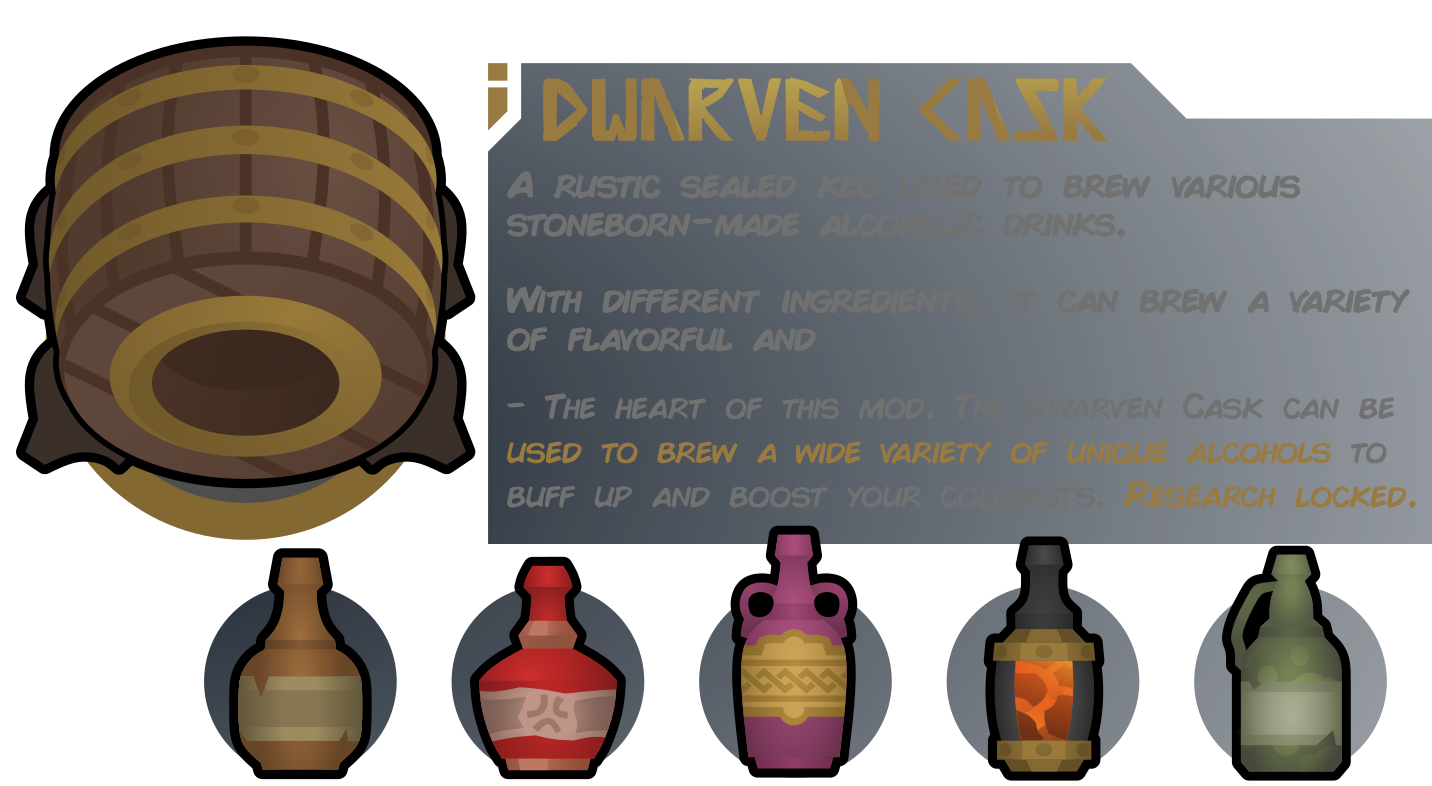 DWARVEN CASK
A RUSTIC SEALED KEG USED TO BREW VARIOUS
STONEBORN-MADE ALCOHOLIC DRINKS.
WITH DIFFERENT INGREDIENTS, IT CAN BREW A VARIETY
OF FLAVORFUL AND
- THE HEART OF THIS MOD. THE DWARVEN CASK CAN BE
USED TO BREW A WIDE VARIETY OF UNIQUE ALCOHOLS TO
BUFF UP AND BOOST YOUR COLONISTS. RESEARCH LOCKED.